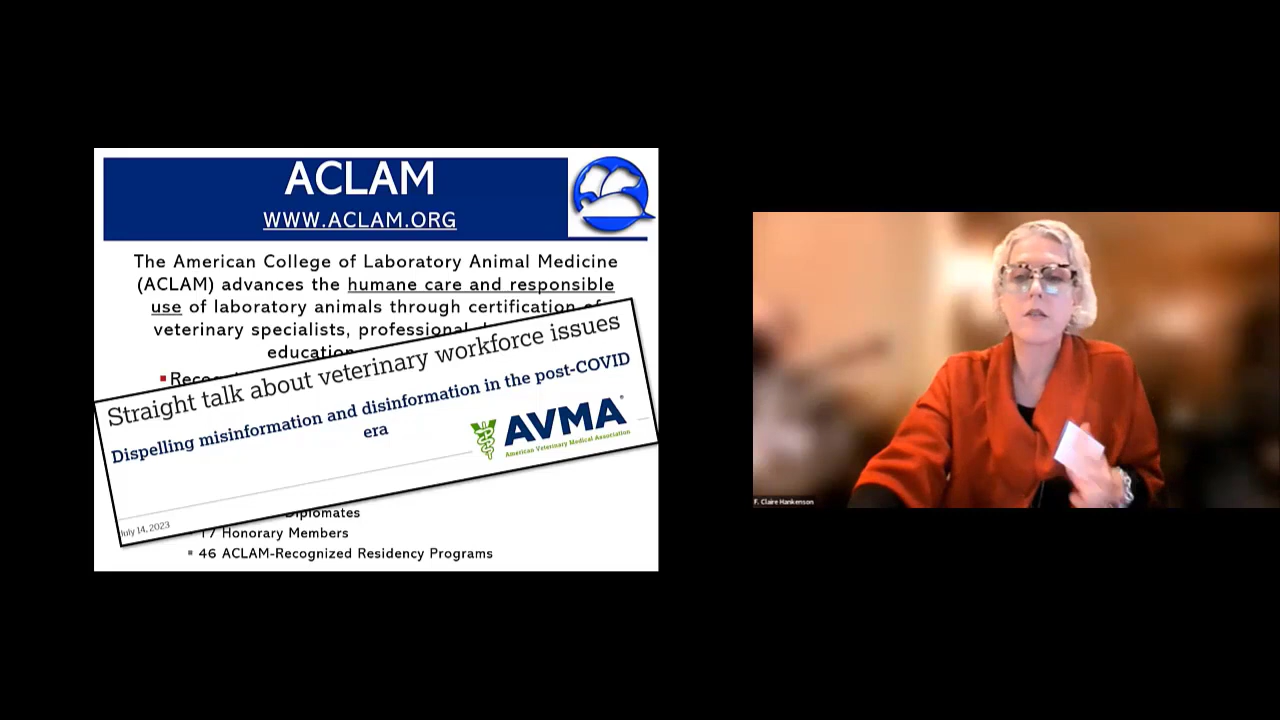 ACLAM
WWW.ACLAM.ORG
The American College of Laboratory Animal Medicine
(ACLAM) advances the humane care and responsible
use of laboratory animals through certification of
veterinary specialists, professional
education
Straight talk about veterinary workforce issues
Dispelling misinformation and disinformation in the post-COVID
era
AVMA®
American Veterinary Medical Association
July 14, 2023
Diplomates
17 Honorary Members
46 ACLAM-Recognized Residency Programs
F. Claire Hankenson